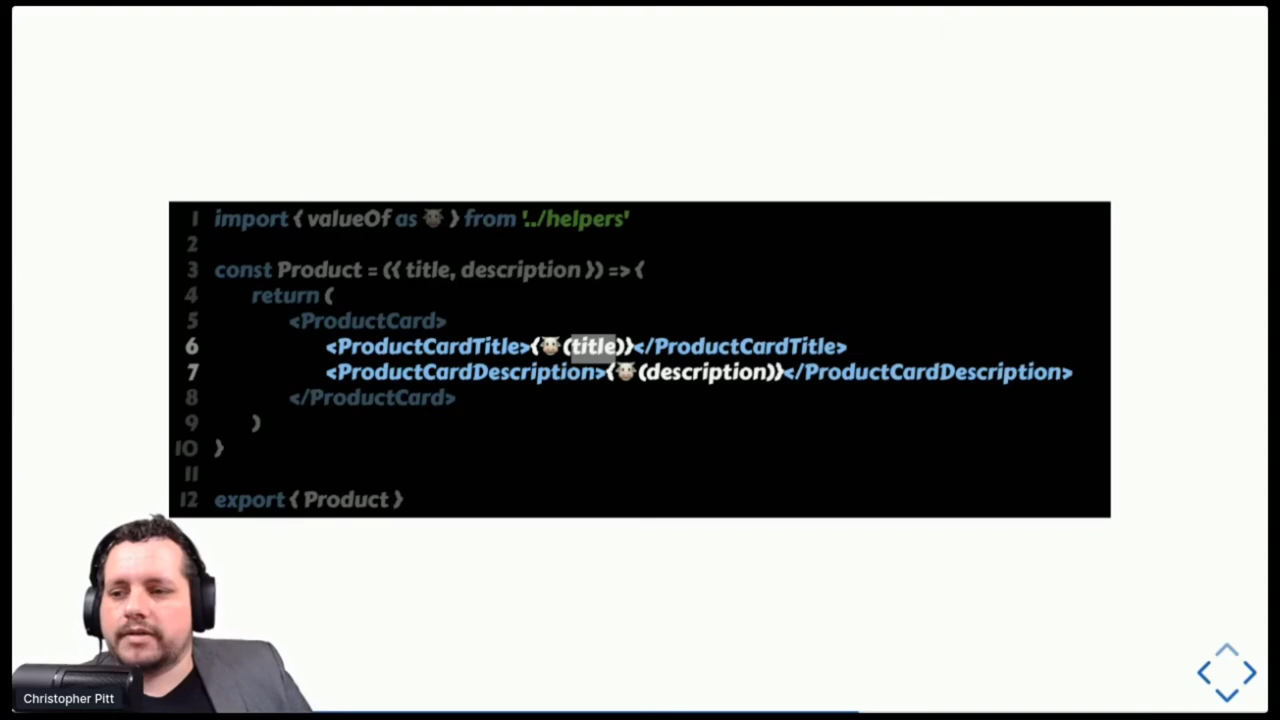 1 import { valueOf as 🐮 } from '../helpers'
2
3 const Product = ({ title, description }) => {
4 return (
5 <ProductCard>
6 <ProductCardTitle>{🐮(title)}</ProductCardTitle>
7 <ProductCardDescription>{🐮(description)}</ProductCardDescription>
8 </ProductCard>
9 )
10 }
11
12 export { Product }
Christopher Pitt